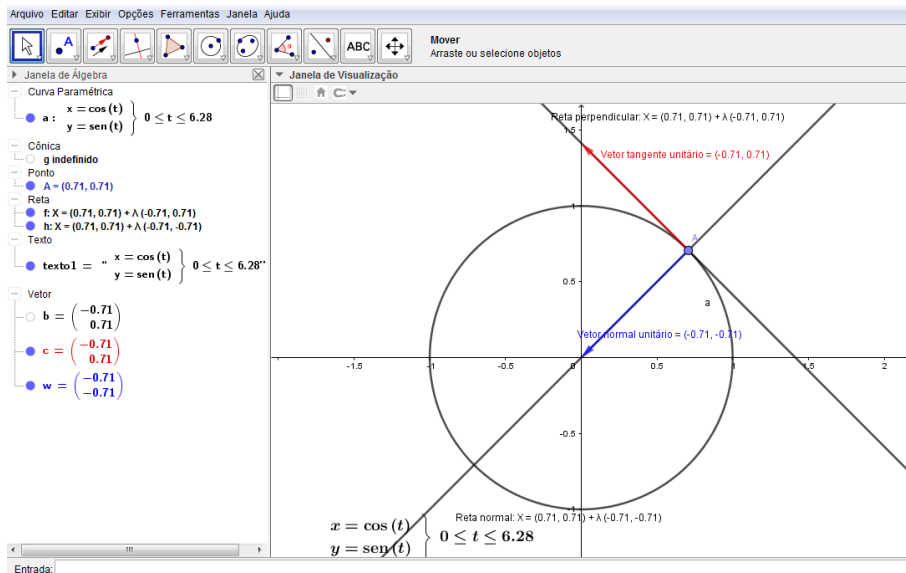 Arquivo Editar Exibir Opções Ferramentas Janela Ajuda
A
α
ABC
Mover
Arraste ou selecione objetos
Janela de Álgebra
Curva Paramétrica
a : x = cos (t) y = sen (t) } 0 ≤ t ≤ 6.28
Cônica
g indefinido
Ponto
A = (0.71, 0.71)
Reta
f: X = (0.71, 0.71) + λ (-0.71, 0.71)
h: X = (0.71, 0.71) + λ (-0.71, -0.71)
Texto
texto1 = “ x = cos (t) y = sen (t) } 0 ≤ t ≤ 6.28”
Vetor
b = (−0.71 0.71)
c = (−0.71 0.71)
w = (−0.71 −0.71)
Janela de Visualização
Reta perpendicular: X = (0.71, 0.71) + λ (-0.71, 0.71)
1.5
Vetor tangente unitário = (-0.71, 0.71)
1
A
0.5
a
Vetor normal unitário = (-0.71, -0.71)
-1.5 -1 -0.5 0 0.5 1 1.5 2
-0.5
-1
Reta normal: X = (0.71, 0.71) + λ (-0.71, -0.71)
x = cos (t)
y = sen (t) } 0 ≤ t ≤ 6.28
Entrada: